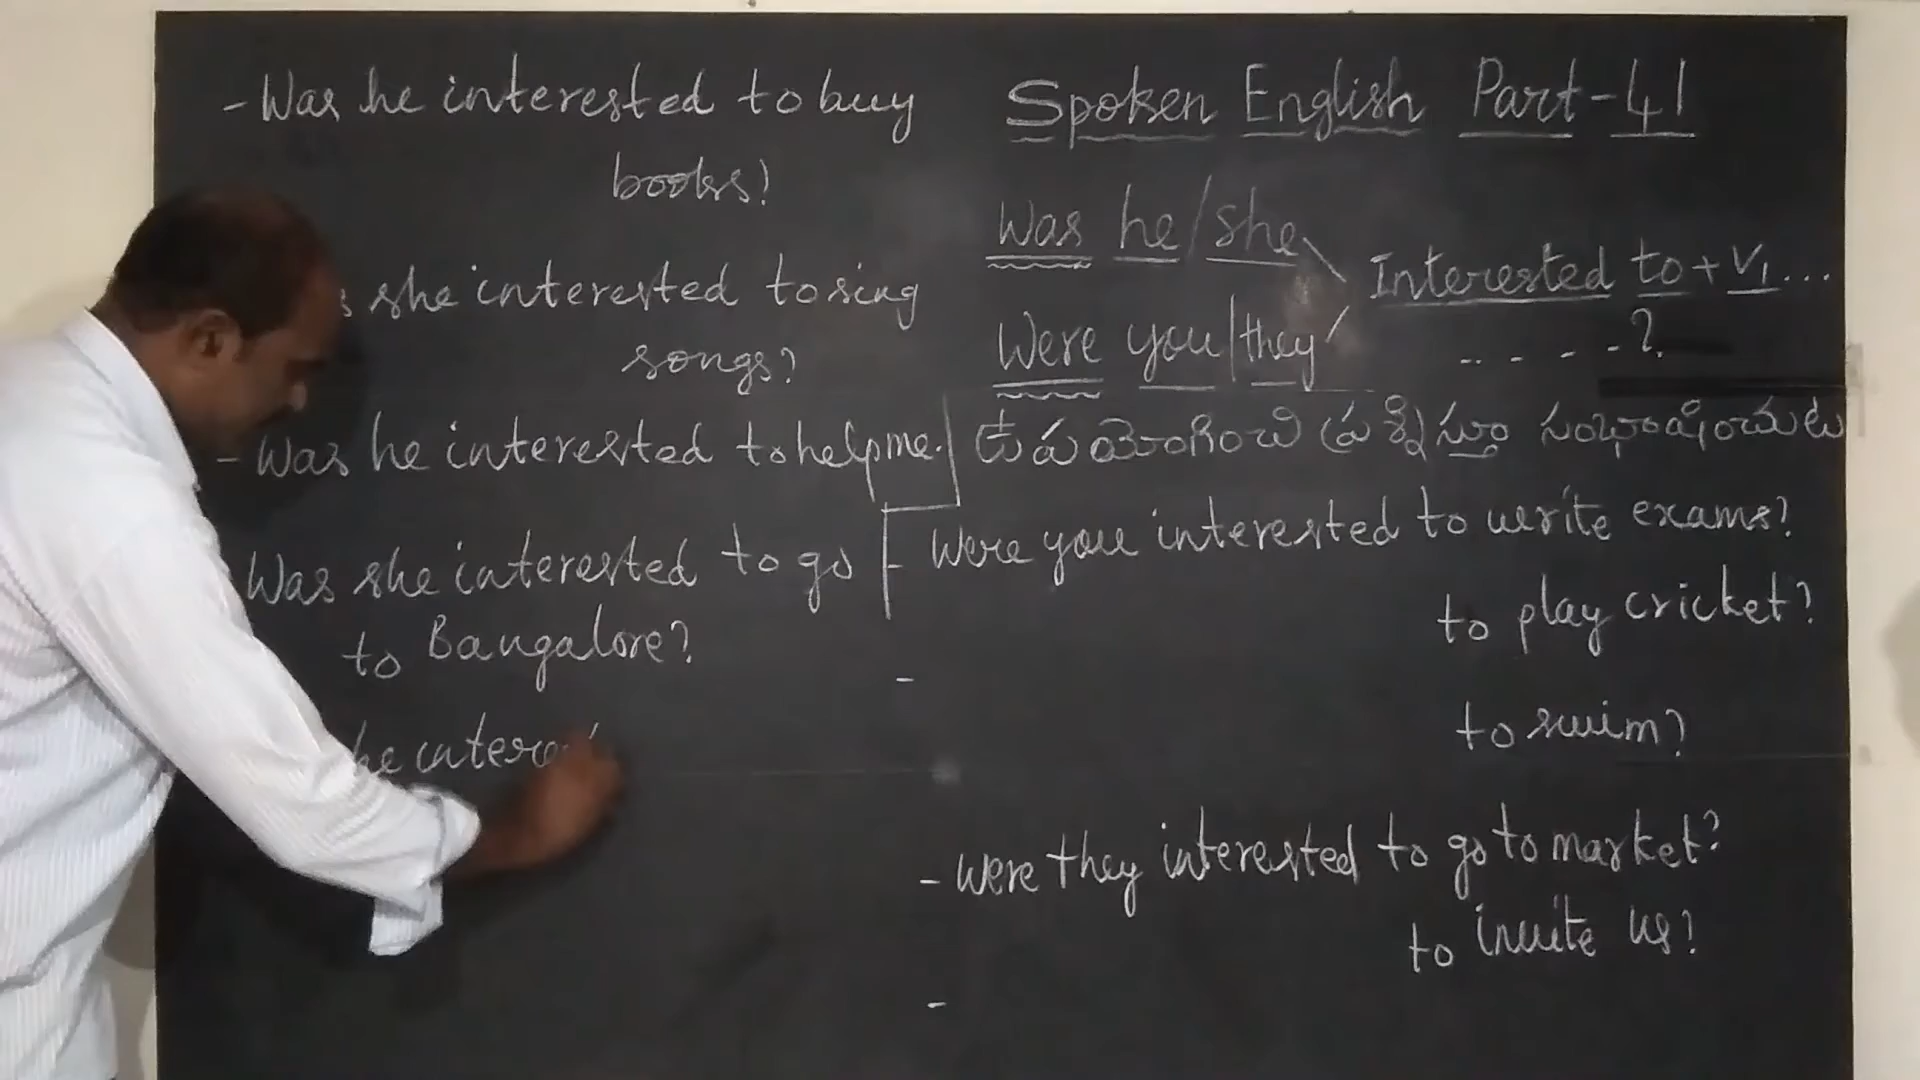 - Was he interested to buy
books?
she interested to sing
songs?
- Was he interested to help me.
Was she interested to go
to Bangalore?
he
Spoken English Part-41
Was he/she
Interested to + V1 ...
Were you/they
.. - - - ?
ఉపయోగించి ప్రశ్నిస్తూ సంభాషించుట
- Were you interested to write exams?
to play cricket?
-
to swim?
- Were they interested to go to market?
to invite us?
-